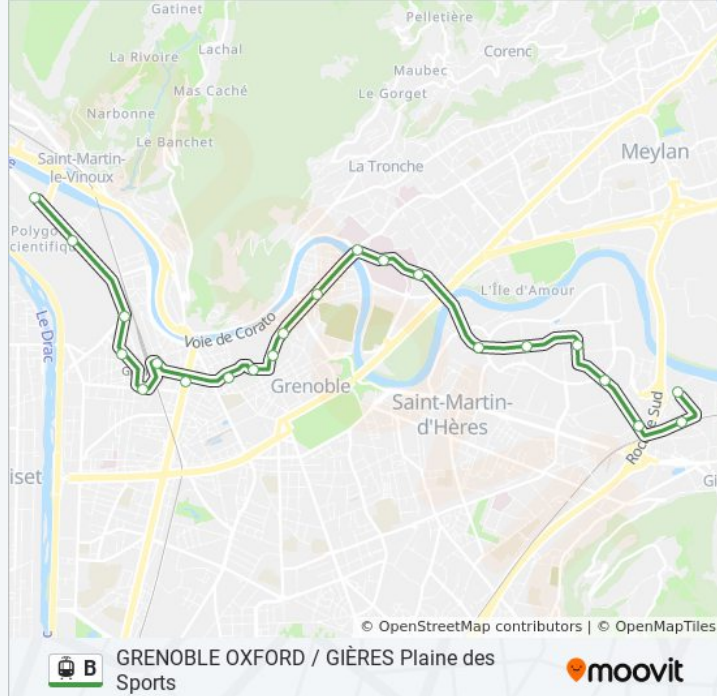 Gatinet
Pelletière
La Rivoire
Lachal
Corenc
Maubec
Mas Caché
Le Gorget
Narbonne
Le Banchet
Saint-Martin-
le-Vinoux
La Tronche
Meylan
Polygo
cientifique
L'Île d'Amour
Le Drac
Voie de Corato
Grenoble
Saint-Martin-
d'Hères
Sud
iset
Gi
© OpenStreetMap contributors | © OpenMapTiles
B
GRENOBLE OXFORD / GIÈRES Plaine des
Sports
moovit